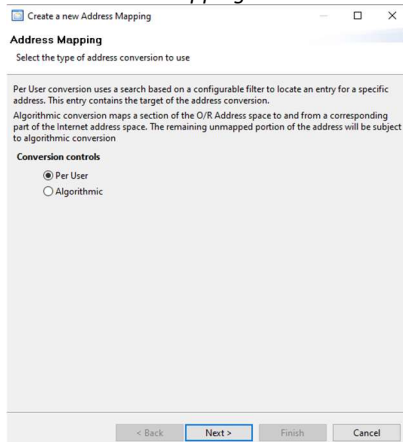 Create a new Address Mapping
Address Mapping
Select the type of address conversion to use
Per User conversion uses a search based on a configurable filter to locate an entry for a specific
address. This entry contains the target of the address conversion.
Algorithmic conversion maps a section of the O/R Address space to and from a corresponding
part of the Internet address space. The remaining unmapped portion of the address will be subject
to algorithmic conversion
Conversion controls
Per User
Algorithmic
< Back Next > Finish Cancel